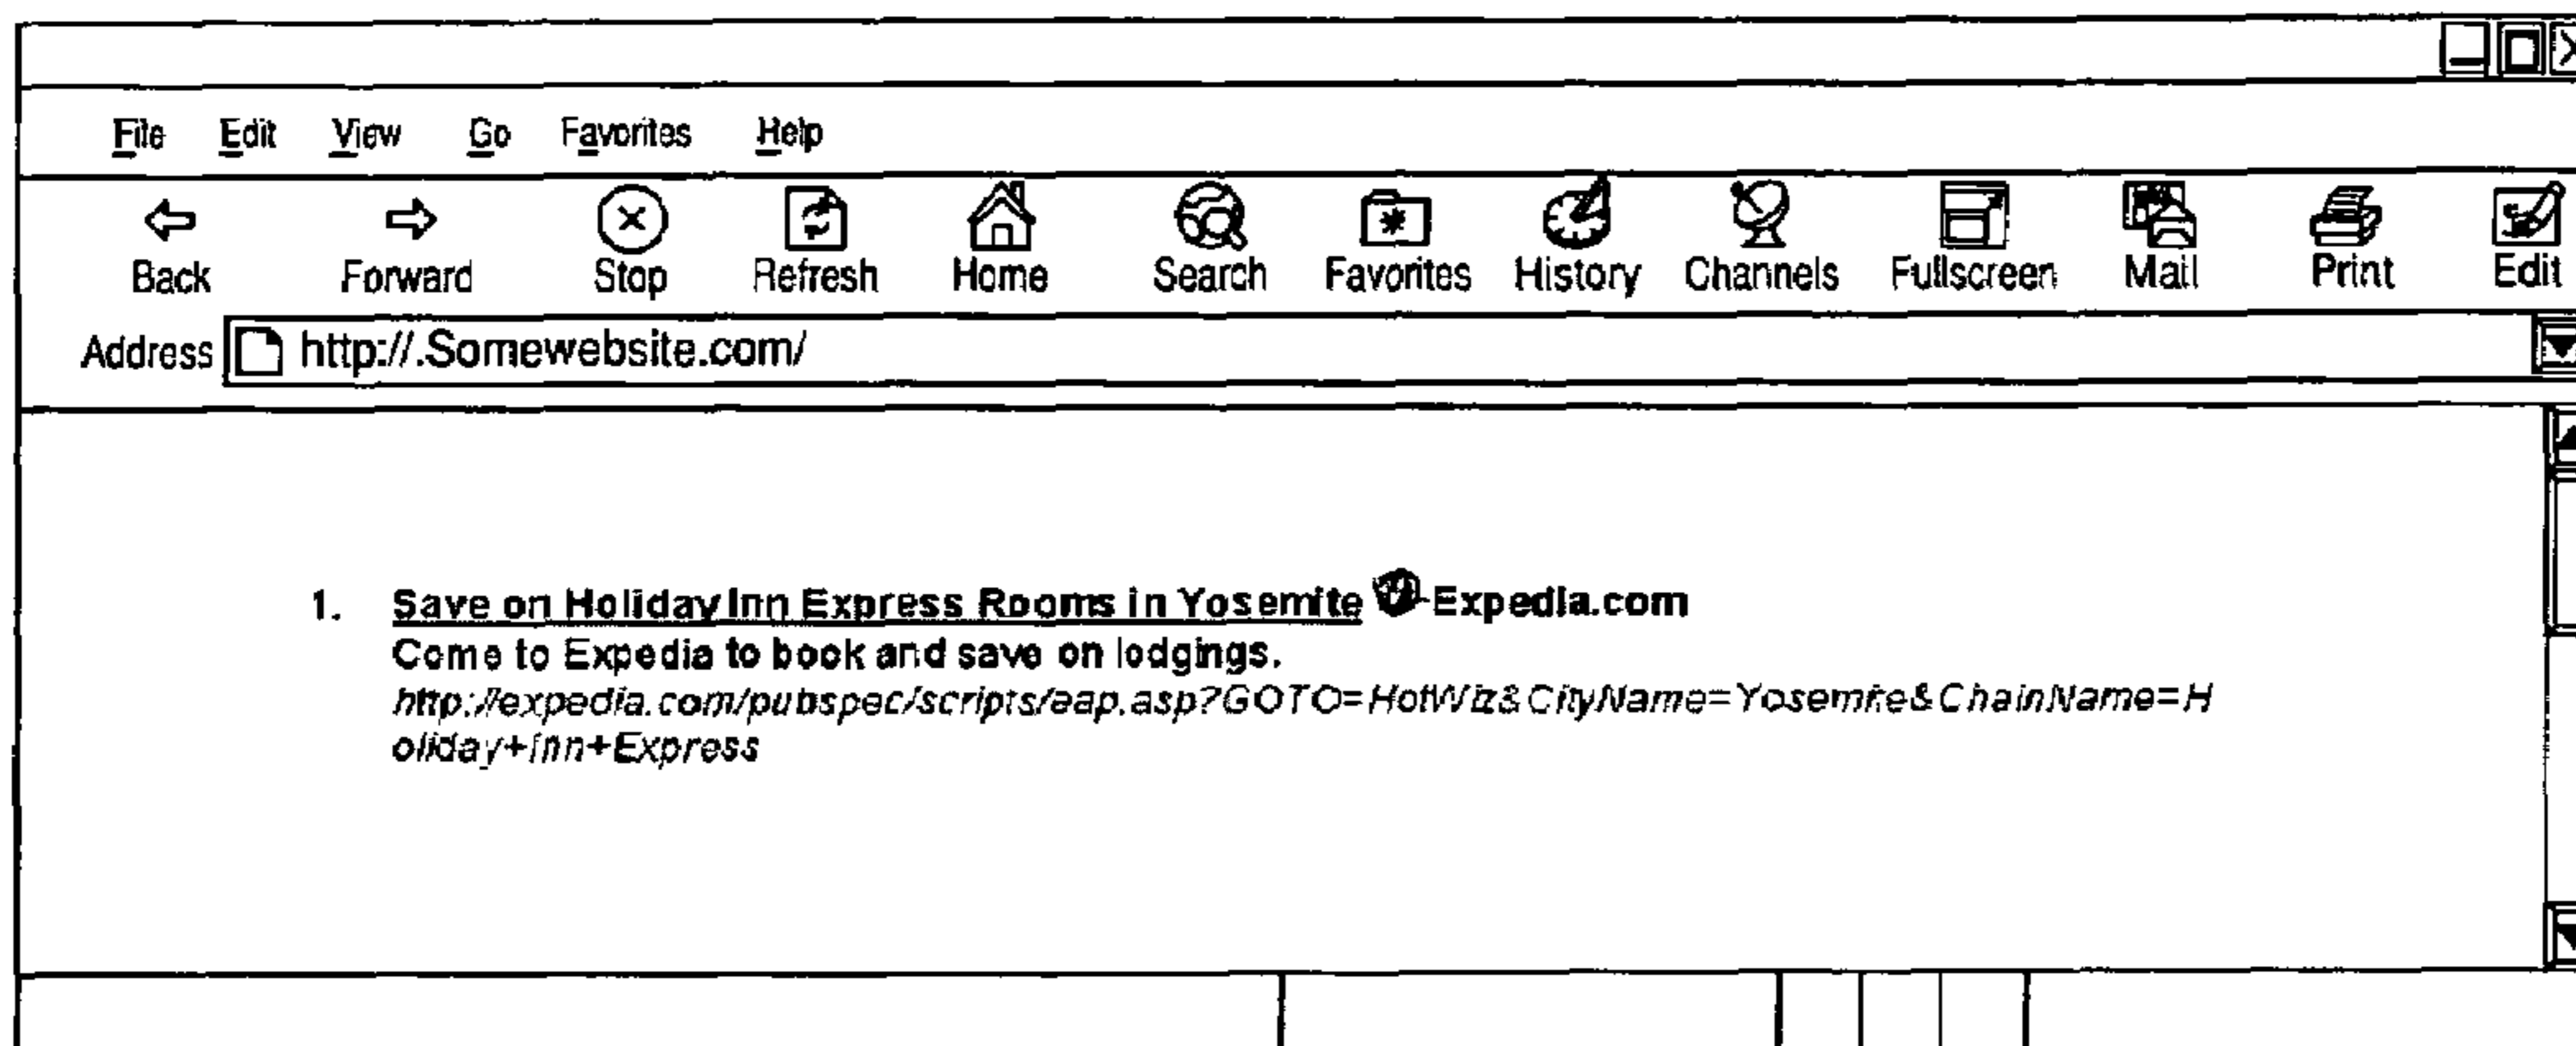 File Edit View Go Favorites Help
Back Forward Stop Refresh Home Search Favorites History Channels Fullscreen Mail Print Edit
Address http://.Somewebsite.com/
1. Save on Holiday Inn Express Rooms in Yosemite Expedia.com
Come to Expedia to book and save on lodgings.
http://expedia.com/pubspec/scripts/eap.asp?GOTO=HotWiz&CityName=Yosemite&ChainName=H
oliday+Inn+Express